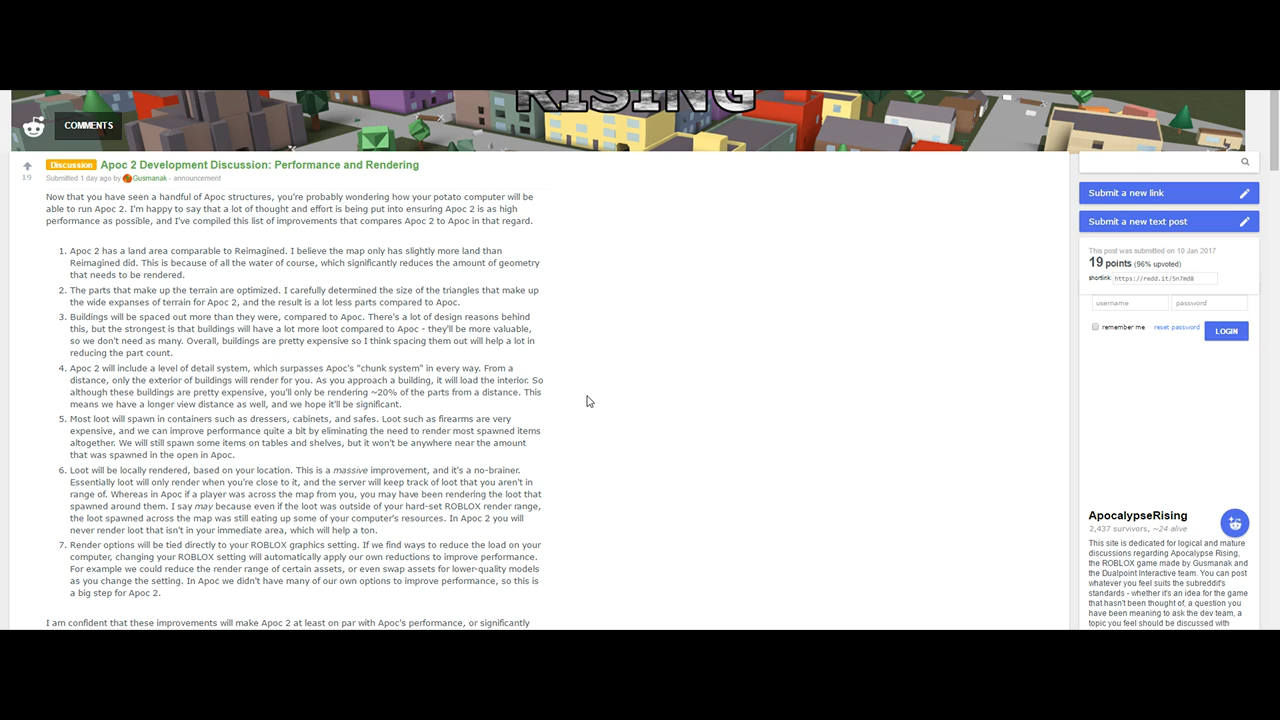 RISING
COMMENTS
Discussion Apoc 2 Development Discussion: Performance and Rendering
19
Submitted 1 day ago by Gusmanak - announcement
Now that you have seen a handful of Apoc structures, you're probably wondering how your potato computer will be
able to run Apoc 2. I'm happy to say that a lot of thought and effort is being put into ensuring Apoc 2 is as high
performance as possible, and I've compiled this list of improvements that compares Apoc 2 to Apoc in that regard.
1. Apoc 2 has a land area comparable to Reimagined. I believe the map only has slightly more land than
Reimagined did. This is because of all the water of course, which significantly reduces the amount of geometry
that needs to be rendered.
2. The parts that make up the terrain are optimized. I carefully determined the size of the triangles that make up
the wide expanses of terrain for Apoc 2, and the result is a lot less parts compared to Apoc.
3. Buildings will be spaced out more than they were, compared to Apoc. There's a lot of design reasons behind
this, but the strongest is that buildings will have a lot more loot compared to Apoc - they'll be more valuable,
so we don't need as many. Overall, buildings are pretty expensive so I think spacing them out will help a lot in
reducing the part count.
4. Apoc 2 will include a level of detail system, which surpasses Apoc's "chunk system" in every way. From a
distance, only the exterior of buildings will render for you. As you approach a building, it will load the interior. So
although these buildings are pretty expensive, you'll only be rendering ~20% of the parts from a distance. This
means we have a longer view distance as well, and we hope it'll be significant.
5. Most loot will spawn in containers such as dressers, cabinets, and safes. Loot such as firearms are very
expensive, and we can improve performance quite a bit by eliminating the need to render most spawned items
altogether. We will still spawn some items on tables and shelves, but it won't be anywhere near the amount
that was spawned in the open in Apoc.
6. Loot will be locally rendered, based on your location. This is a massive improvement, and it's a no-brainer.
Essentially loot will only render when you're close to it, and the server will keep track of loot that you aren't in
range of. Whereas in Apoc if a player was across the map from you, you may have been rendering the loot that
spawned around them. I say may because even if the loot was outside of your hard-set ROBLOX render range,
the loot spawned across the map was still eating up some of your computer's resources. In Apoc 2 you will
never render loot that isn't in your immediate area, which will help a ton.
7. Render options will be tied directly to your ROBLOX graphics setting. If we find ways to reduce the load on your
computer, changing your ROBLOX setting will automatically apply our own reductions to improve performance.
For example we could reduce the render range of certain assets, or even swap assets for lower-quality models
as you change the setting. In Apoc we didn't have many of our own options to improve performance, so this is
a big step for Apoc 2.
I am confident that these improvements will make Apoc 2 at least on par with Apoc's performance, or significantly
Submit a new link
Submit a new text post
This post was submitted on 10 Jan 2017
19 points (96% upvoted)
shortlink: https://redd.it/5n7md8
username password
remember me reset password LOGIN
ApocalypseRising
2,437 survivors, ~24 alive
This site is dedicated for logical and mature
discussions regarding Apocalypse Rising,
the ROBLOX game made by Gusmanak and
the Dualpoint Interactive team. You can post
whatever you feel suits the subreddit's
standards - whether it's an idea for the game
that hasn't been thought of, a question you
have been meaning to ask the dev team, a
topic you feel should be discussed with